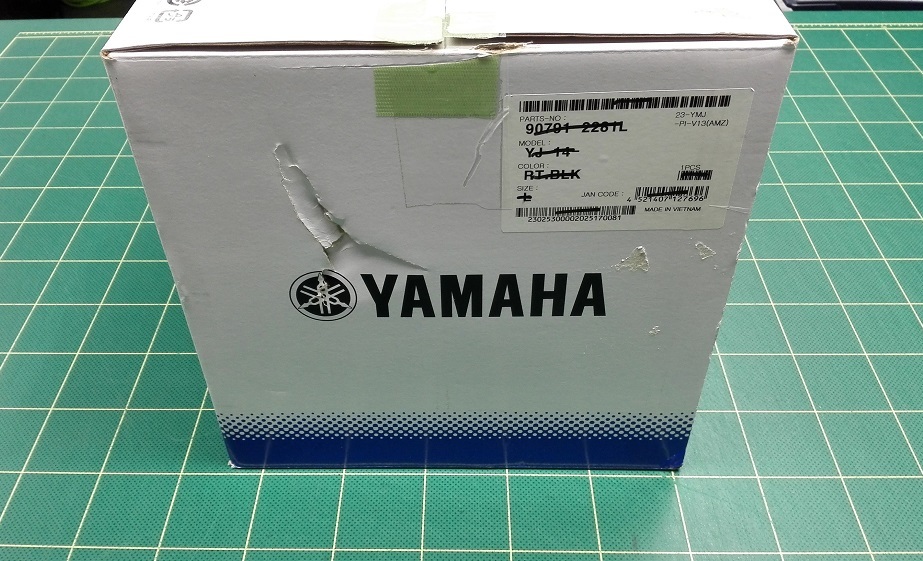 PARTS-NO :
90791-2281L
23-YMJ
-PI-V13(AMZ)
MODEL :
YJ-14
COLOR :
RT.BLK
1PCS
SIZE :
L
JAN CODE :
4 521407 127696
MADE IN VIETNAM
23025300002025170081
YAMAHA